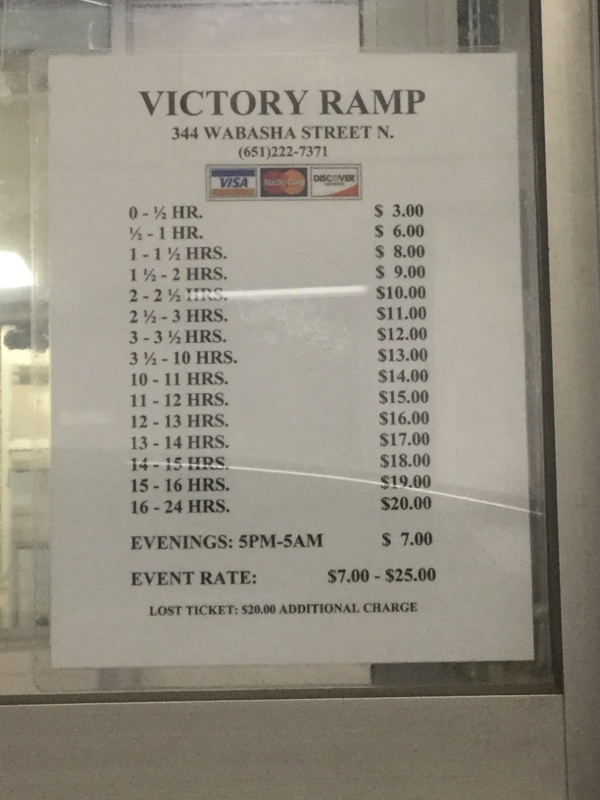 VICTORY RAMP
344 WABASHA STREET N.
(651)222-7371
VISA MasterCard DISCOVER
0 - ½ HR. $ 3.00
½ - 1 HR. $ 6.00
1 - 1 ½ HRS. $ 8.00
1 ½ - 2 HRS. $ 9.00
2 - 2 ½ HRS. $10.00
2 ½ - 3 HRS. $11.00
3 - 3 ½ HRS. $12.00
3 ½ - 10 HRS. $13.00
10 - 11 HRS. $14.00
11 - 12 HRS. $15.00
12 - 13 HRS. $16.00
13 - 14 HRS. $17.00
14 - 15 HRS. $18.00
15 - 16 HRS. $19.00
16 - 24 HRS. $20.00
EVENINGS: 5PM-5AM $ 7.00
EVENT RATE: $7.00 - $25.00
LOST TICKET: $20.00 ADDITIONAL CHARGE